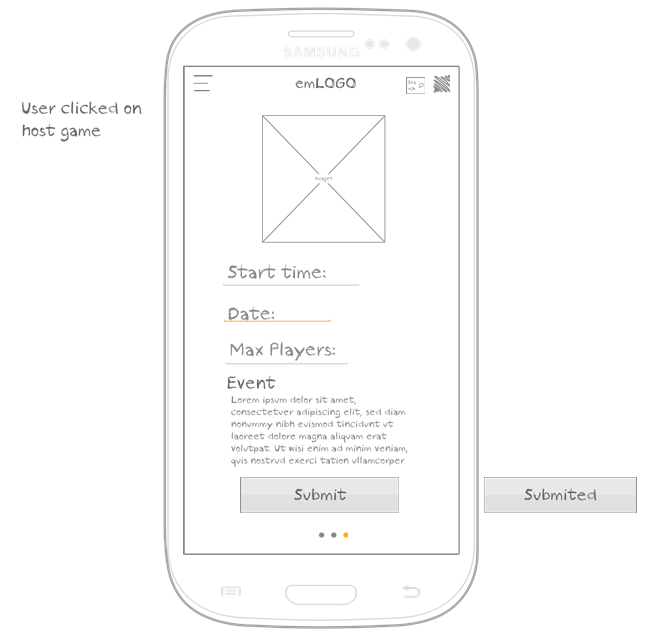 SAMSUNG
emLOGO
User clicked on
host game
Start time:
Date:
Max Players:
Event
Lorem ipsum dolor sit amet,
consectetver adipiscing elit, sed diam
nonummy nibh euismod tincidunt ut
laoreet dolore magna aliqvam erat
volutpat. Ut wisi enim ad minim veniam,
quis nostrud exerci tation ullamcorper
Submit
Submited